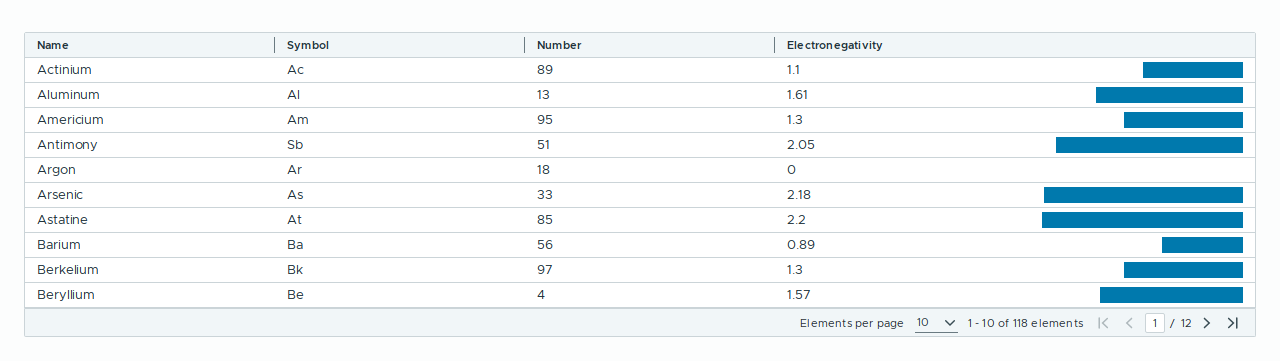 Name Symbol Number Electronegativity
Actinium Ac 89 1.1
Aluminum Al 13 1.61
Americium Am 95 1.3
Antimony Sb 51 2.05
Argon Ar 18 0
Arsenic As 33 2.18
Astatine At 85 2.2
Barium Ba 56 0.89
Berkelium Bk 97 1.3
Beryllium Be 4 1.57
Elements per page 10 1 - 10 of 118 elements 1 / 12